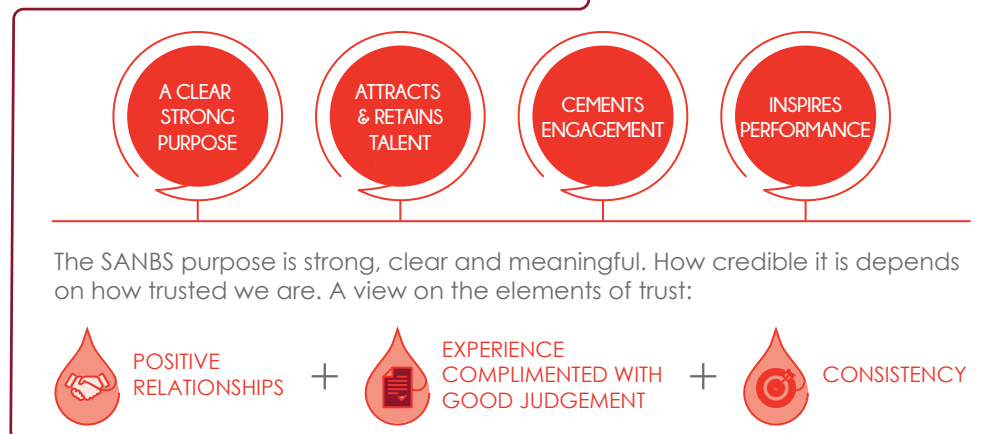 A CLEAR
STRONG
PURPOSE
ATTRACTS
& RETAINS
TALENT
CEMENTS
ENGAGEMENT
INSPIRES
PERFORMANCE
The SANBS purpose is strong, clear and meaningful. How credible it is depends
on how trusted we are. A view on the elements of trust:
POSITIVE
RELATIONSHIPS
+
EXPERIENCE
COMPLIMENTED WITH
GOOD JUDGEMENT
+
CONSISTENCY